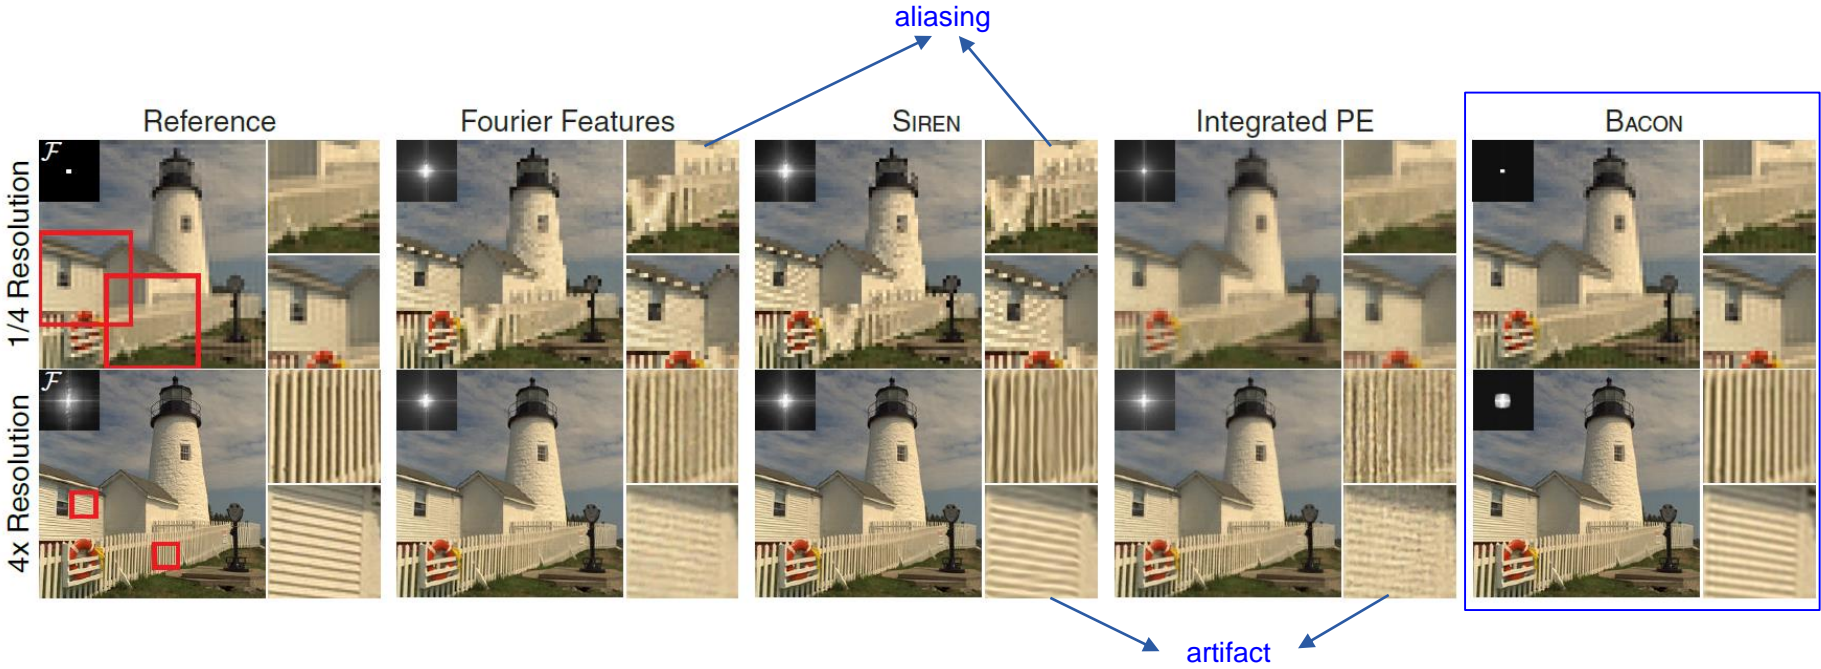 aliasing
Reference
Fourier Features
SIREN
Integrated PE
BACON
1/4 Resolution
ℱ
4x Resolution
ℱ
artifact